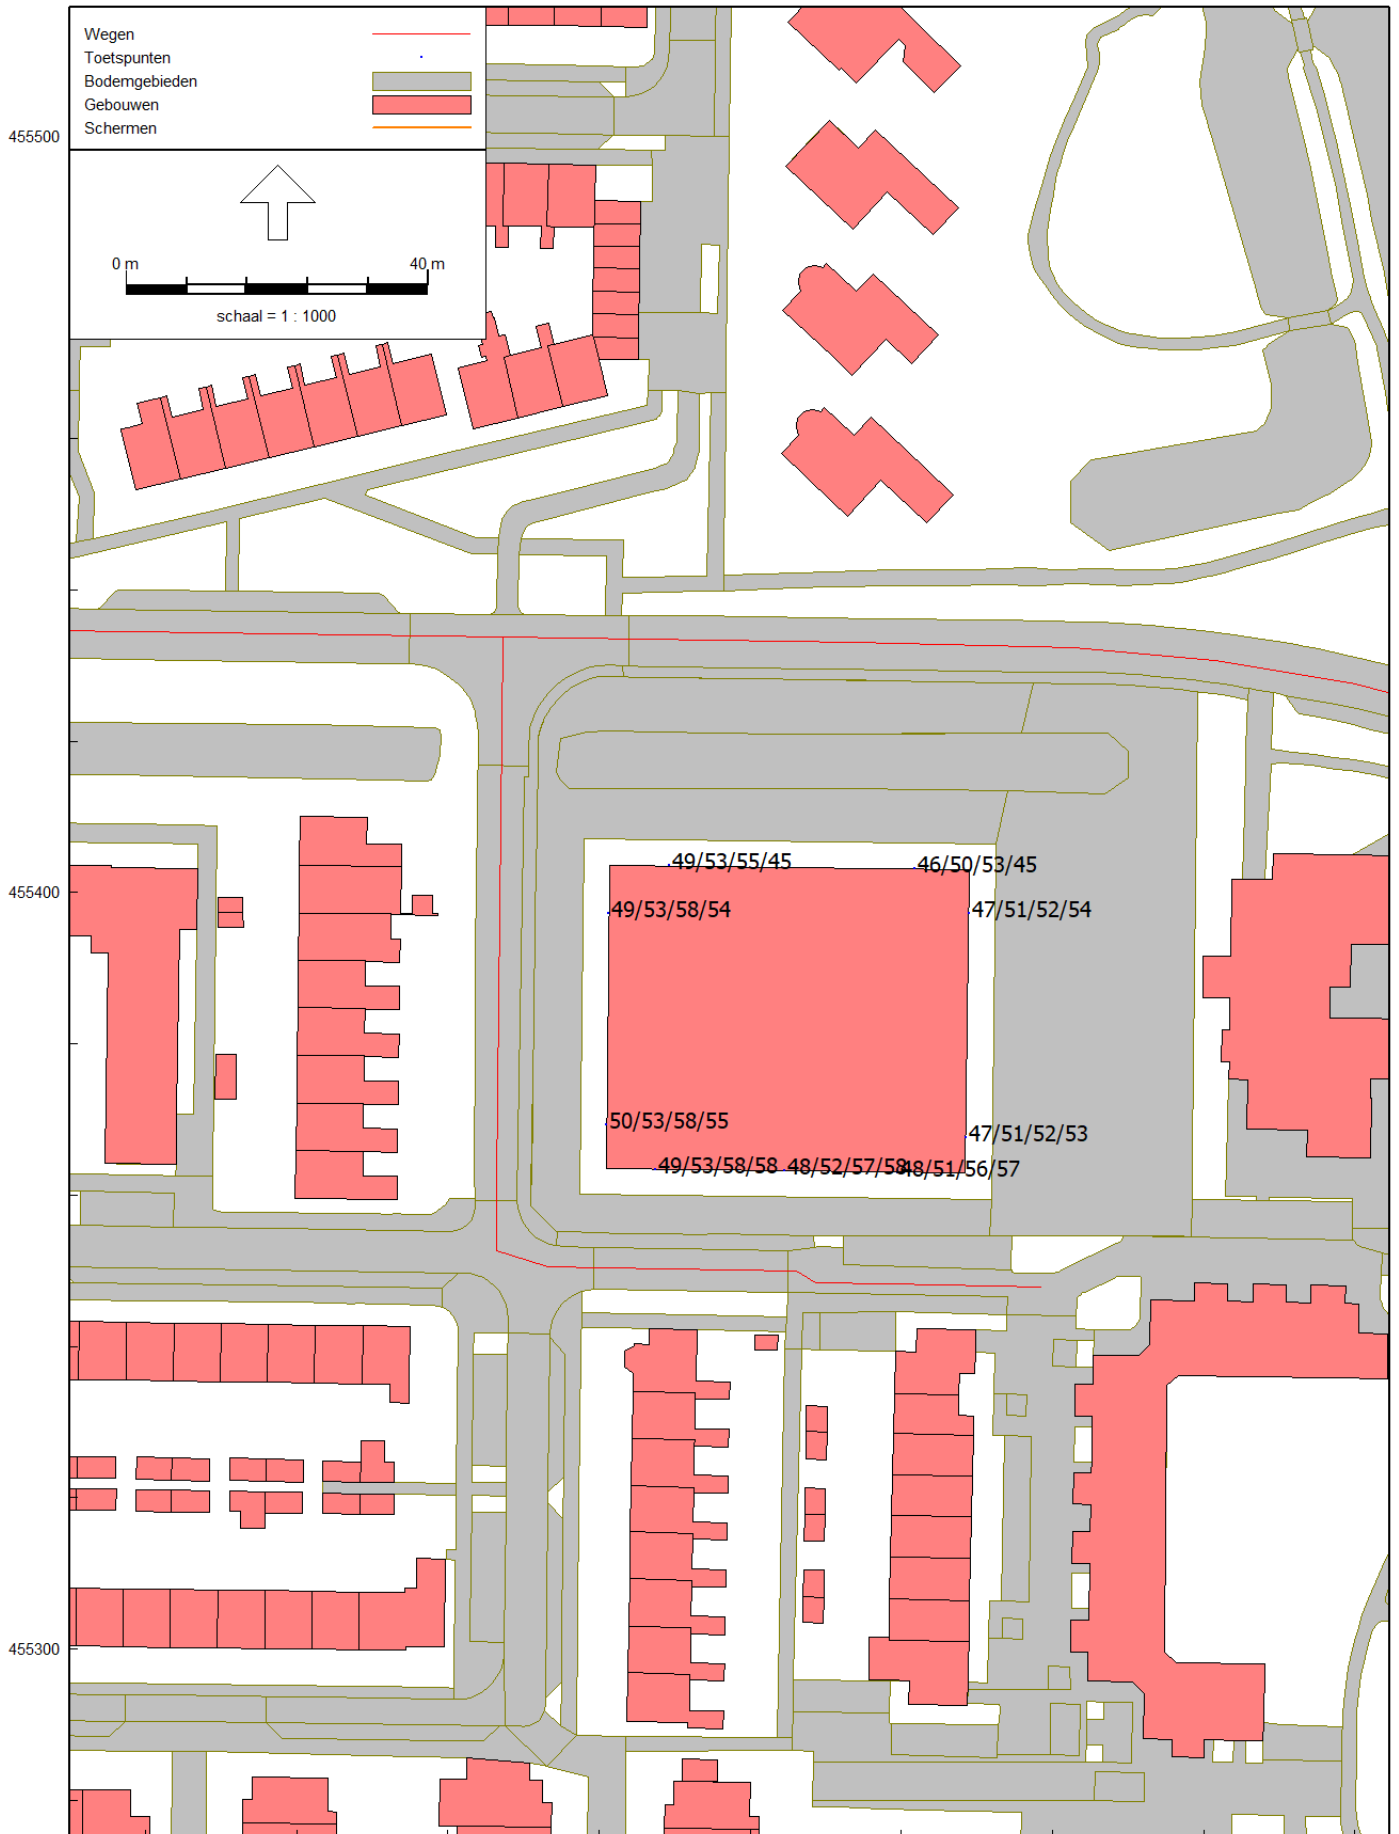 Wegen
Toetspunten
Bodemgebieden
Gebouwen
Schermen
455500
0 m 40 m
schaal = 1 : 1000
49/53/55/45 46/50/53/45
455400
49/53/58/54 47/51/52/54
50/53/58/55
47/51/52/53
49/53/58/58 48/52/57/58 48/51/56/57
455300